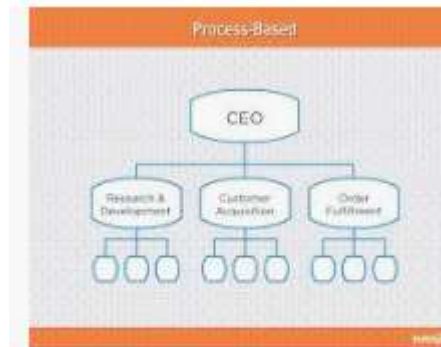 Process-Based
CEO
Research &
Development
Customer
Acquisition
Order
Fulfillment